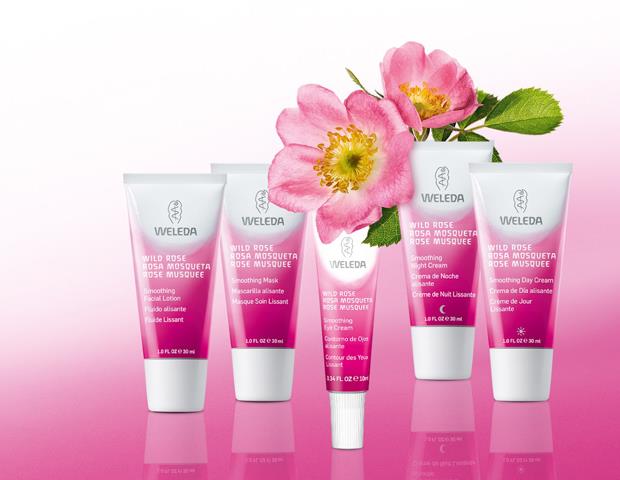 WELEDA
WILD ROSE
ROSA MOSQUETA
ROSE MUSQUEE
Smoothing
Facial Lotion
Fluido alisante
Fluide Lissant
1.0 FL OZ ℮ 30 ml
WELEDA
WILD ROSE
ROSA MOSQUETA
ROSE MUSQUEE
Smoothing Mask
Mascarilla alisante
Masque Soin Lissant
1.0 FL OZ ℮ 30 ml
WELEDA
WILD ROSE
ROSA MOSQUETA
ROSE MUSQUEE
Smoothing
Eye Cream
Contorno de Ojos
alisante
Contour des Yeux
Lissant
0.34 FL OZ ℮ 10ml
WELEDA
WILD ROSE
ROSA MOSQUETA
ROSE MUSQUEE
Smoothing
Night Cream
Crema de Noche
alisante
Crème de Nuit Lissante
1.0 FL OZ ℮ 30 ml
WELEDA
WILD ROSE
ROSA MOSQUETA
ROSE MUSQUEE
Smoothing Day Cream
Crema de Día alisante
Crème de Jour
Lissante
1.0 FL OZ ℮ 30 ml